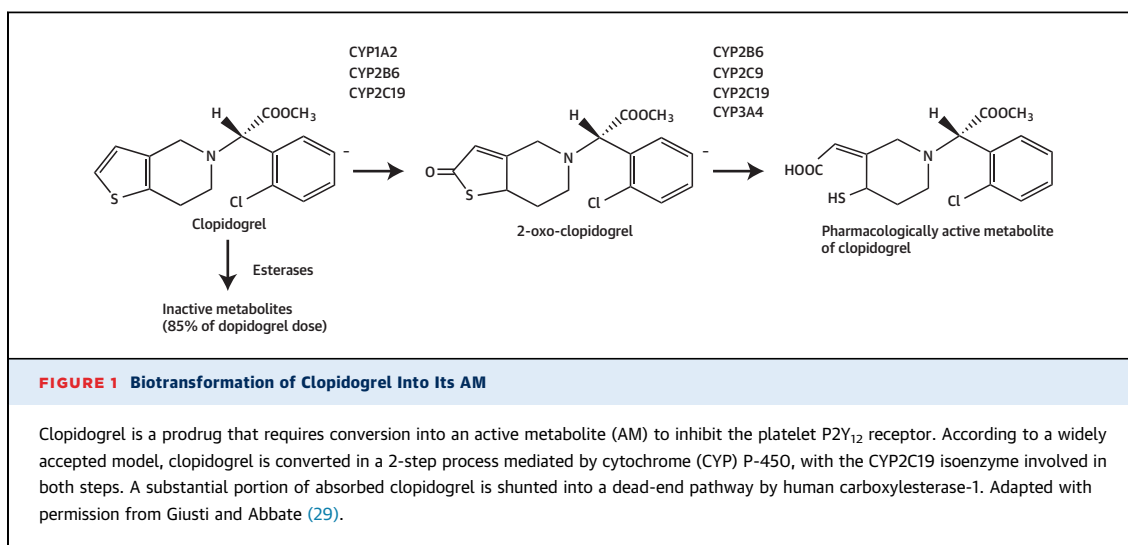 CYP1A2
CYP2B6
CYP2C19
CYP2B6
CYP2C9
CYP2C19
CYP3A4
H
COOCH₃
N
S
Cl
Clopidogrel
H
COOCH₃
O
N
S
Cl
2-oxo-clopidogrel
H
COOCH₃
HOOC
N
HS
Cl
Pharmacologically active metabolite
of clopidogrel
Esterases
Inactive metabolites
(85% of dopidogrel dose)
FIGURE 1 Biotransformation of Clopidogrel Into Its AM
Clopidogrel is a prodrug that requires conversion into an active metabolite (AM) to inhibit the platelet P2Y₁₂ receptor. According to a widely
accepted model, clopidogrel is converted in a 2-step process mediated by cytochrome (CYP) P-450, with the CYP2C19 isoenzyme involved in
both steps. A substantial portion of absorbed clopidogrel is shunted into a dead-end pathway by human carboxylesterase-1. Adapted with
permission from Giusti and Abbate (29).